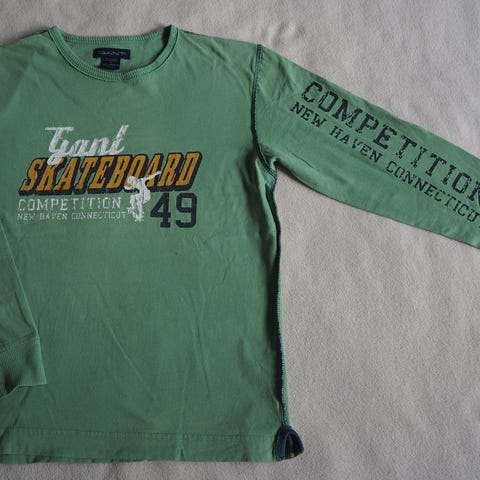 GANT
Gant
SKATEBOARD
COMPETITION
NEW HAVEN CONNECTICUT
49
COMPETITION
NEW HAVEN CONNECTICUT